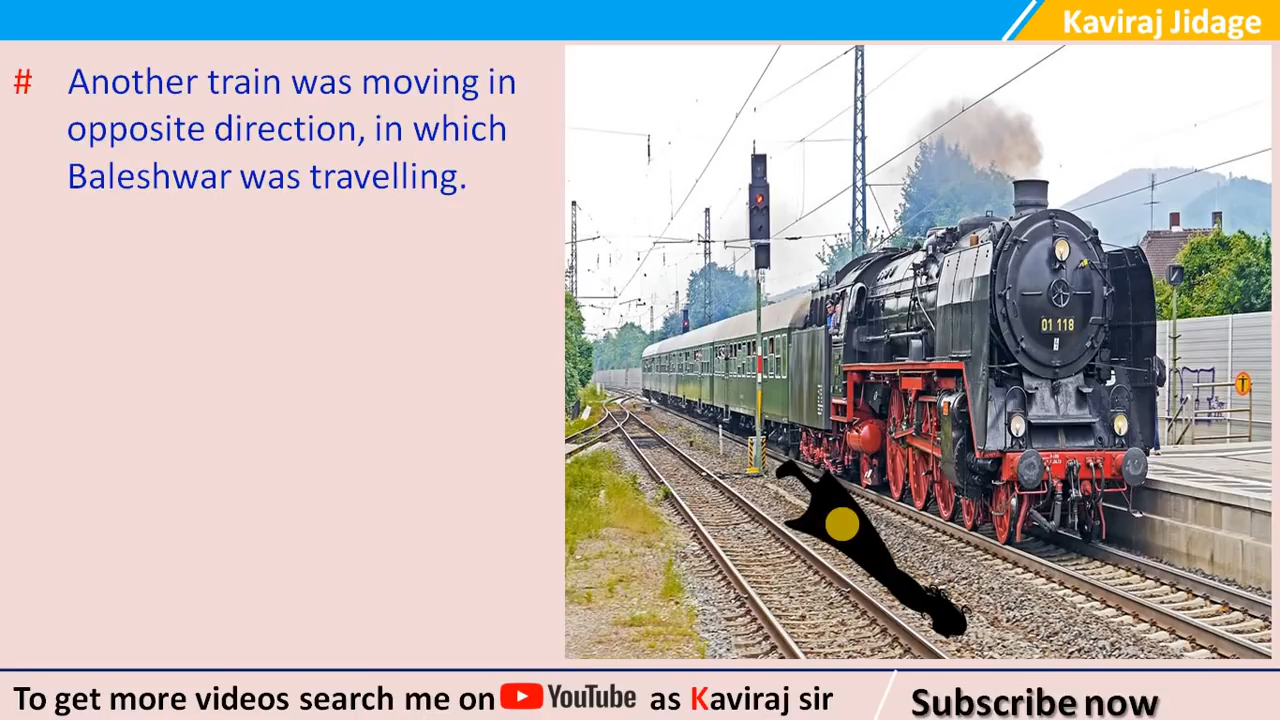 Kaviraj Jidage
# Another train was moving in
opposite direction, in which
Baleshwar was travelling.
01 118
T
To get more videos search me on YouTube as Kaviraj sir
Subscribe now